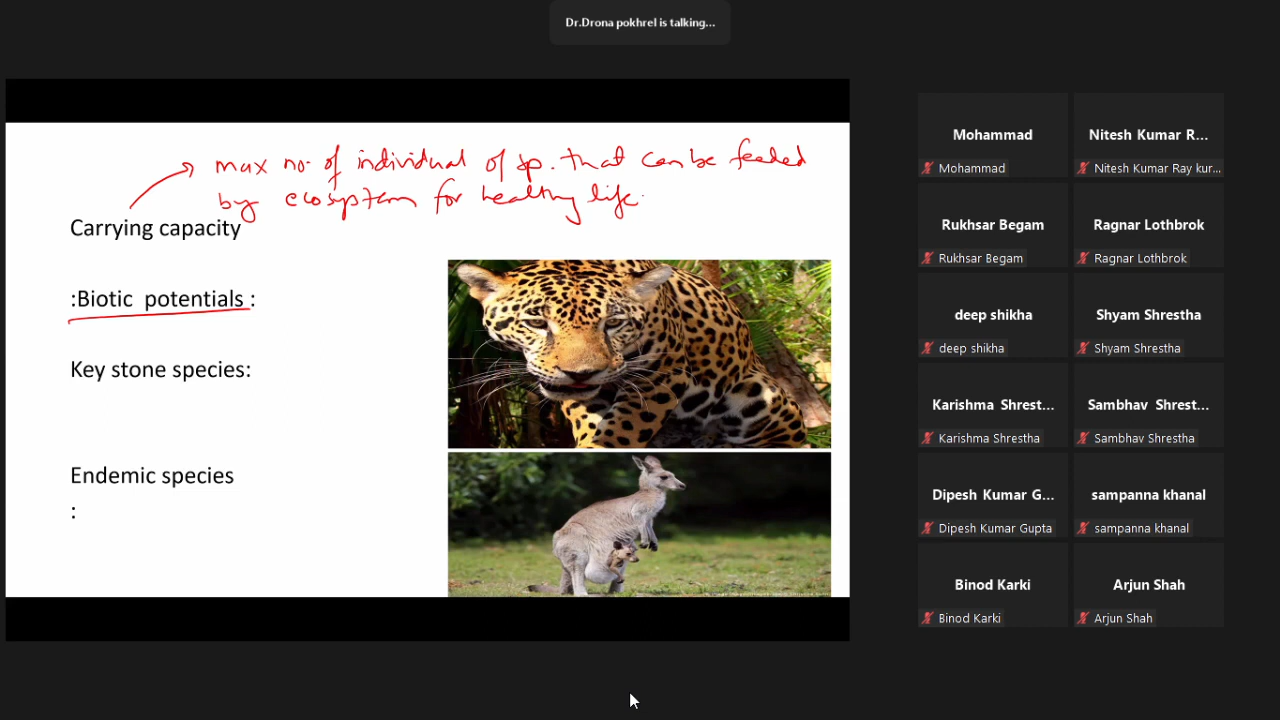 Dr.Drona pokhrel is talking...
max no. of individual of sp. that can be feeded
by ecosystem for healthy life.
Carrying capacity
:Biotic potentials :
Key stone species:
Endemic species
:
Mohammad
Mohammad
Nitesh Kumar R...
Nitesh Kumar Ray kur...
Rukhsar Begam
Rukhsar Begam
Ragnar Lothbrok
Ragnar Lothbrok
deep shikha
deep shikha
Shyam Shrestha
Shyam Shrestha
Karishma Shrest...
Karishma Shrestha
Sambhav Shrest...
Sambhav Shrestha
Dipesh Kumar G...
Dipesh Kumar Gupta
sampanna khanal
sampanna khanal
Binod Karki
Binod Karki
Arjun Shah
Arjun Shah